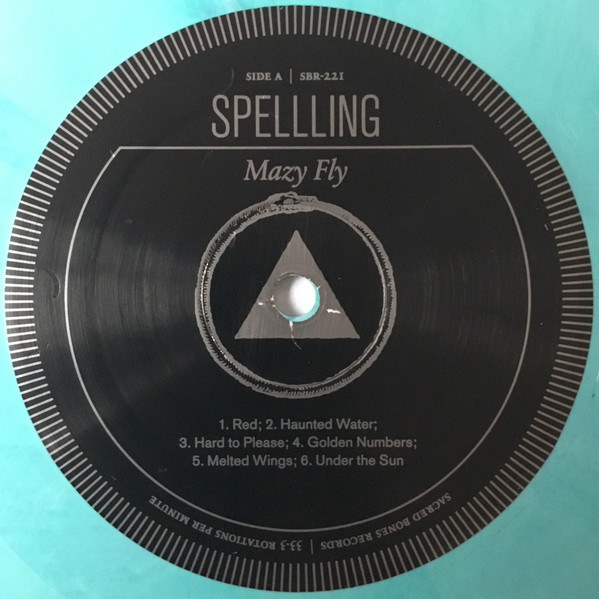 SIDE A | SBR-221
SPELLLING
Mazy Fly
1. Red; 2. Haunted Water;
3. Hard to Please; 4. Golden Numbers;
5. Melted Wings; 6. Under the Sun
SACRED BONES RECORDS | 33.3 ROTATIONS PER MINUTE